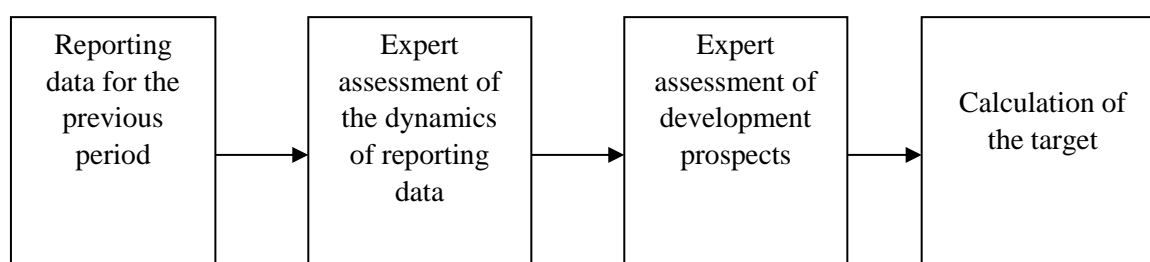 Reporting
data for the
previous
period
Expert
assessment of
the dynamics
of reporting
data
Expert
assessment of
development
prospects
Calculation of
the target